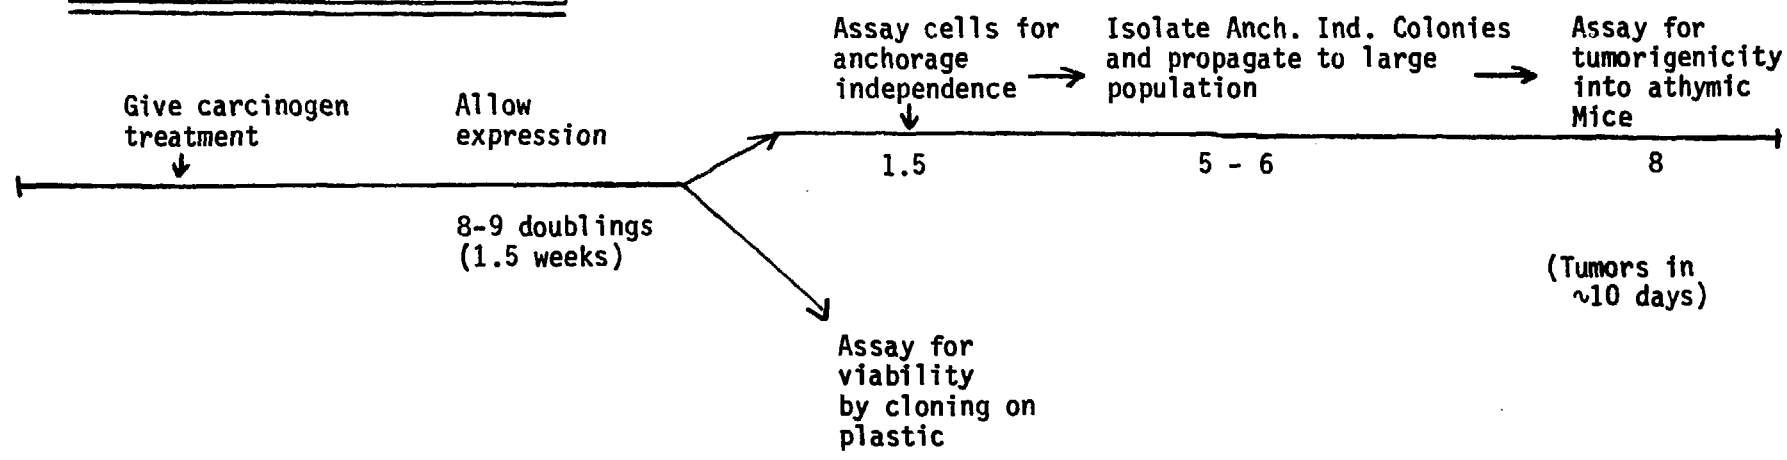 Give carcinogen
treatment
Allow
expression
8-9 doublings
(1.5 weeks)
Assay cells for
anchorage
independence
Isolate Anch. Ind. Colonies
and propagate to large
population
Assay for
tumorigenicity
into athymic
Mice
1.5
5 - 6
8
(Tumors in
~10 days)
Assay for
viability
by cloning on
plastic